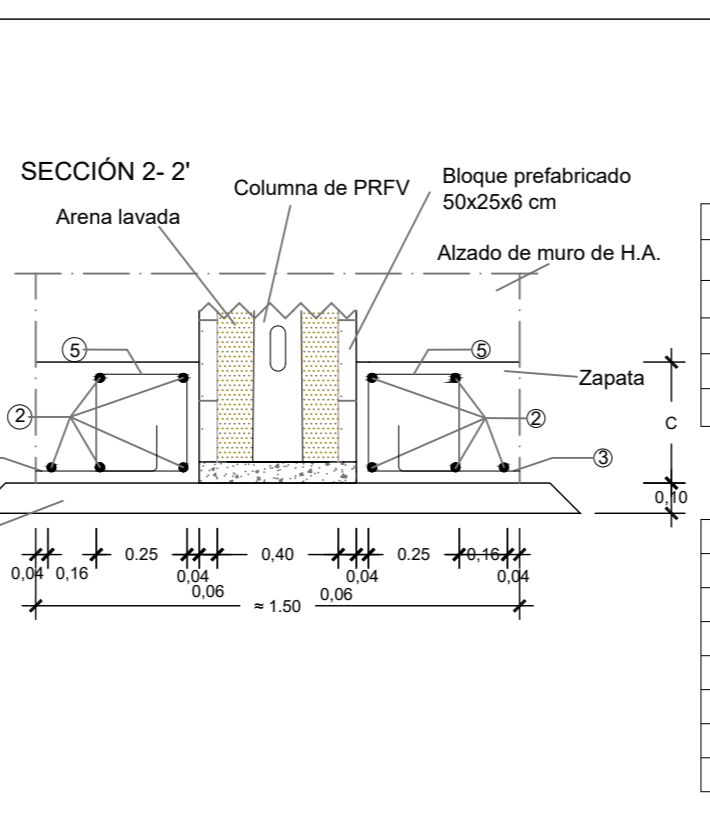 SECCIÓN 2- 2'
Arena lavada
Columna de PRFV
Bloque prefabricado
50x25x6 cm
Alzado de muro de H.A.
5
5
Zapata
2
2
C
3
0,10
0.25
0,40
0.25
0,16
0,04
0,16
0,04
0,04
0,04
0,06
0,06
≈ 1.50